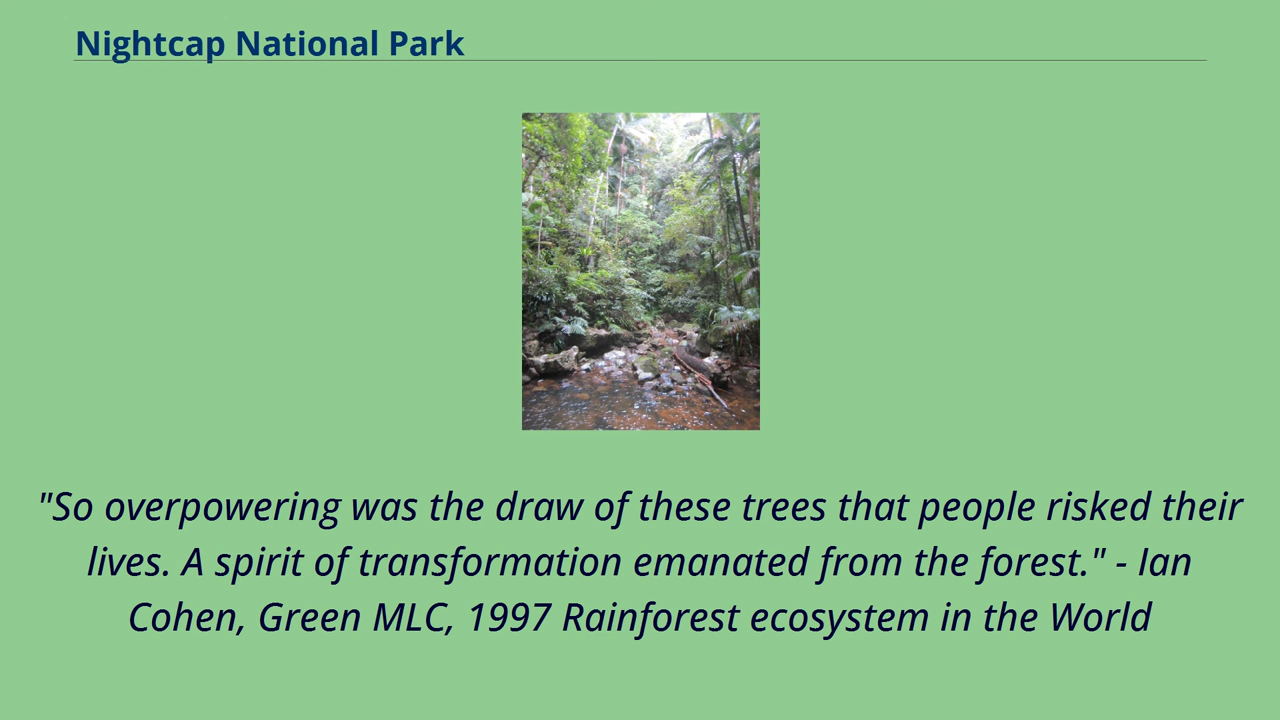 Nightcap National Park
"So overpowering was the draw of these trees that people risked their
lives. A spirit of transformation emanated from the forest." - Ian
Cohen, Green MLC, 1997 Rainforest ecosystem in the World